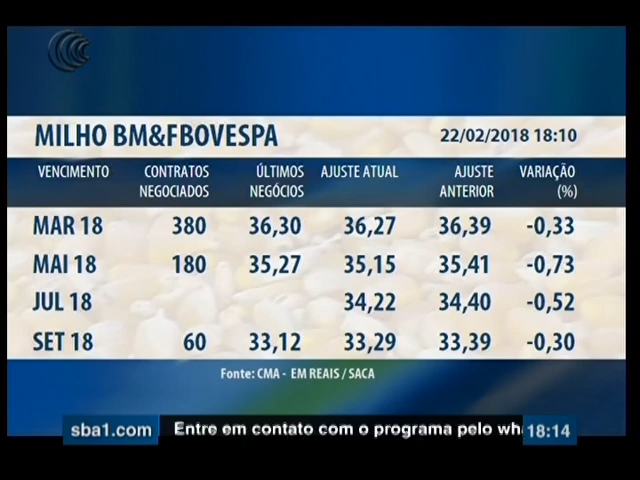 MILHO BM&FBOVESPA 22/02/2018 18:10
VENCIMENTO CONTRATOS NEGOCIADOS ÚLTIMOS NEGÓCIOS AJUSTE ATUAL AJUSTE ANTERIOR VARIAÇÃO (%)
MAR 18 380 36,30 36,27 36,39 -0,33
MAI 18 180 35,27 35,15 35,41 -0,73
JUL 18 34,22 34,40 -0,52
SET 18 60 33,12 33,29 33,39 -0,30
Fonte: CMA - EM REAIS / SACA
sba1.com Entre em contato com o programa pelo wha 18:14